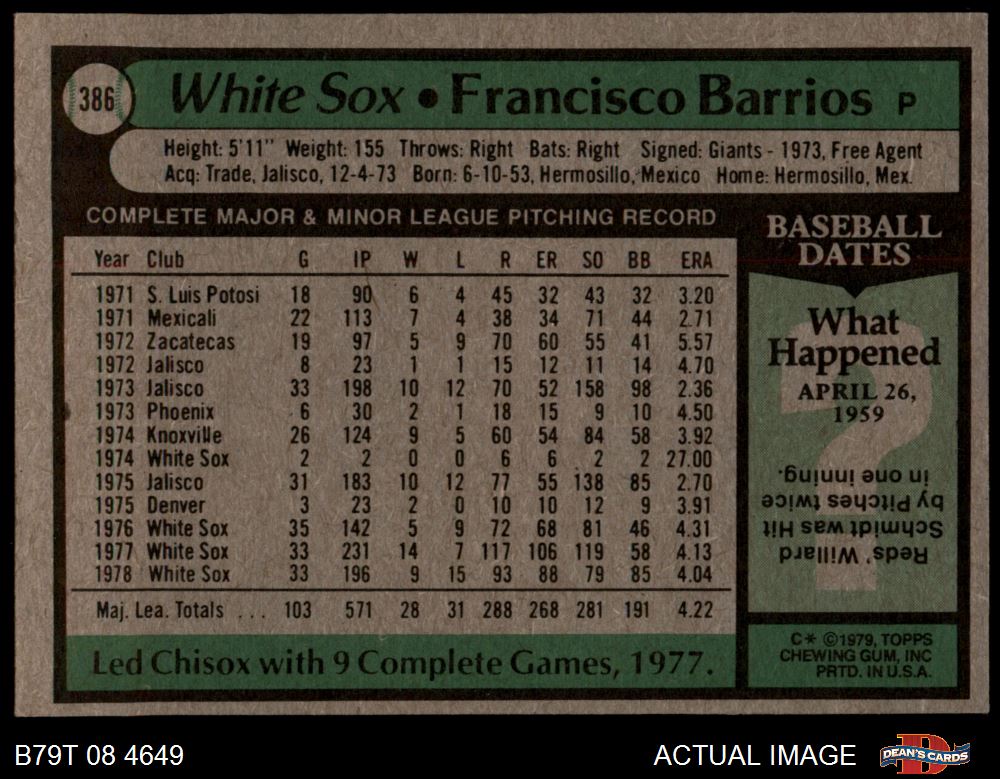 386 White Sox • Francisco Barrios P
Height: 5'11" Weight: 155 Throws: Right Bats: Right Signed: Giants - 1973, Free Agent
Acq: Trade, Jalisco, 12-4-73 Born: 6-10-53, Hermosillo, Mexico Home: Hermosillo, Mex.
COMPLETE MAJOR & MINOR LEAGUE PITCHING RECORD
Year Club G IP W L R ER SO BB ERA
1971 S. Luis Potosi 18 90 6 4 45 32 43 32 3.20
1971 Mexicali 22 113 7 4 38 34 71 44 2.71
1972 Zacatecas 19 97 5 9 70 60 55 41 5.57
1972 Jalisco 8 23 1 1 15 12 11 14 4.70
1973 Jalisco 33 198 10 12 70 52 158 98 2.36
1973 Phoenix 6 30 2 1 18 15 9 10 4.50
1974 Knoxville 26 124 9 5 60 54 84 58 3.92
1974 White Sox 2 2 0 0 6 6 2 2 27.00
1975 Jalisco 31 183 10 12 77 55 138 85 2.70
1975 Denver 3 23 2 0 10 10 12 9 3.91
1976 White Sox 35 142 5 9 72 68 81 46 4.31
1977 White Sox 33 231 14 7 117 106 119 58 4.13
1978 White Sox 33 196 9 15 93 88 79 85 4.04
Maj. Lea. Totals ... 103 571 28 31 288 268 281 191 4.22
Led Chisox with 9 Complete Games, 1977.
BASEBALL
DATES
What
Happened
APRIL 26,
1959
?
Reds' Willard
Schmidt was Hit
by Pitches twice
in one inning.
C* ©1979, TOPPS
CHEWING GUM, INC
PRTD. IN U.S.A.
B79T 08 4649
ACTUAL IMAGE
D
DEAN'S CARDS